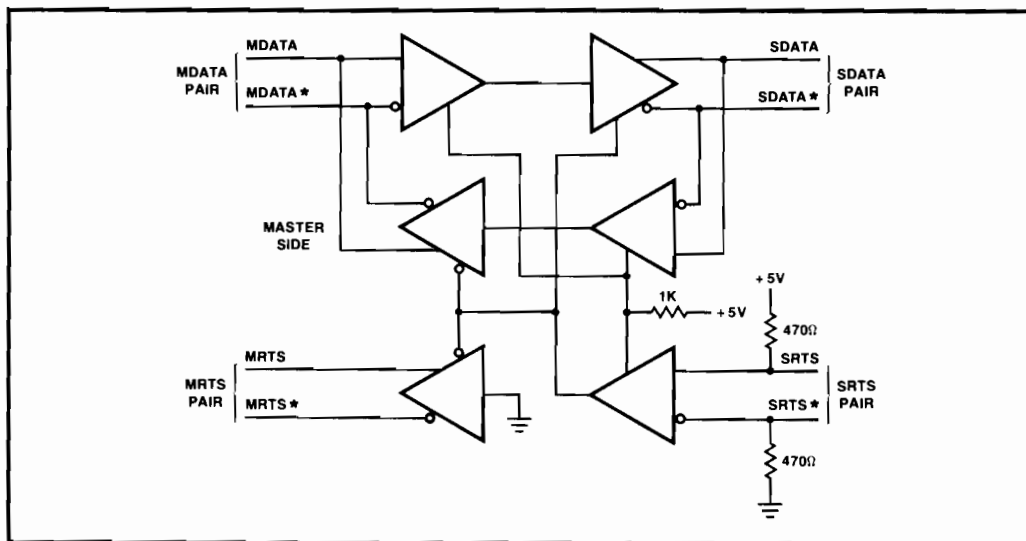 MDATA
MDATA*
MDATA
PAIR
SDATA
SDATA*
SDATA
PAIR
MASTER
SIDE
1K
+5V
+5V
470Ω
MRTS
MRTS*
MRTS
PAIR
SRTS
SRTS*
SRTS
PAIR
470Ω